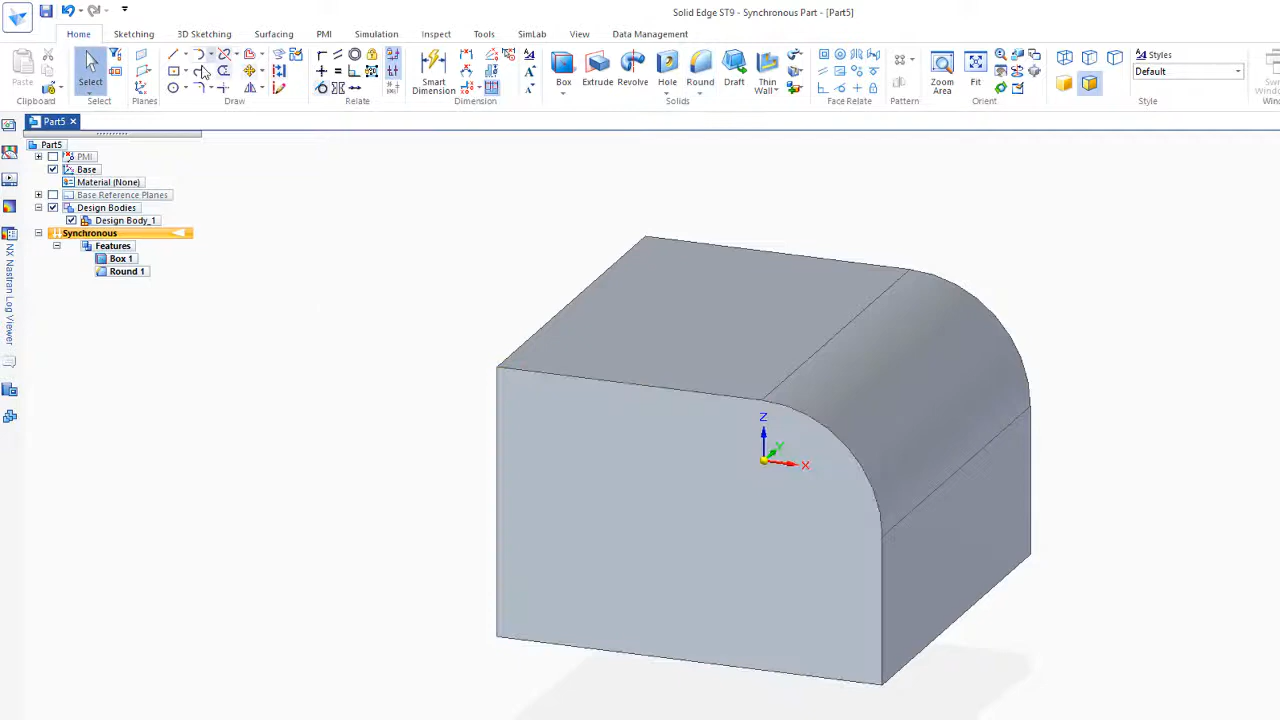 Solid Edge ST9 - Synchronous Part - [Part5]
Home Sketching 3D Sketching Surfacing PMI Simulation Inspect Tools SimLab View Data Management
Paste
Select
Smart
Dimension
Box Extrude Revolve Hole Round Draft Thin
Wall
Zoom
Area
Fit
Styles
Default
Clipboard Select Planes Draw Relate Dimension Solids Face Relate Pattern Orient Style
Part5
Part5
PMI
Base
Material (None)
Base Reference Planes
Design Bodies
Design Body_1
Synchronous
Features
Box 1
Round 1
NX Nastran Log Viewer
Z
Y
X